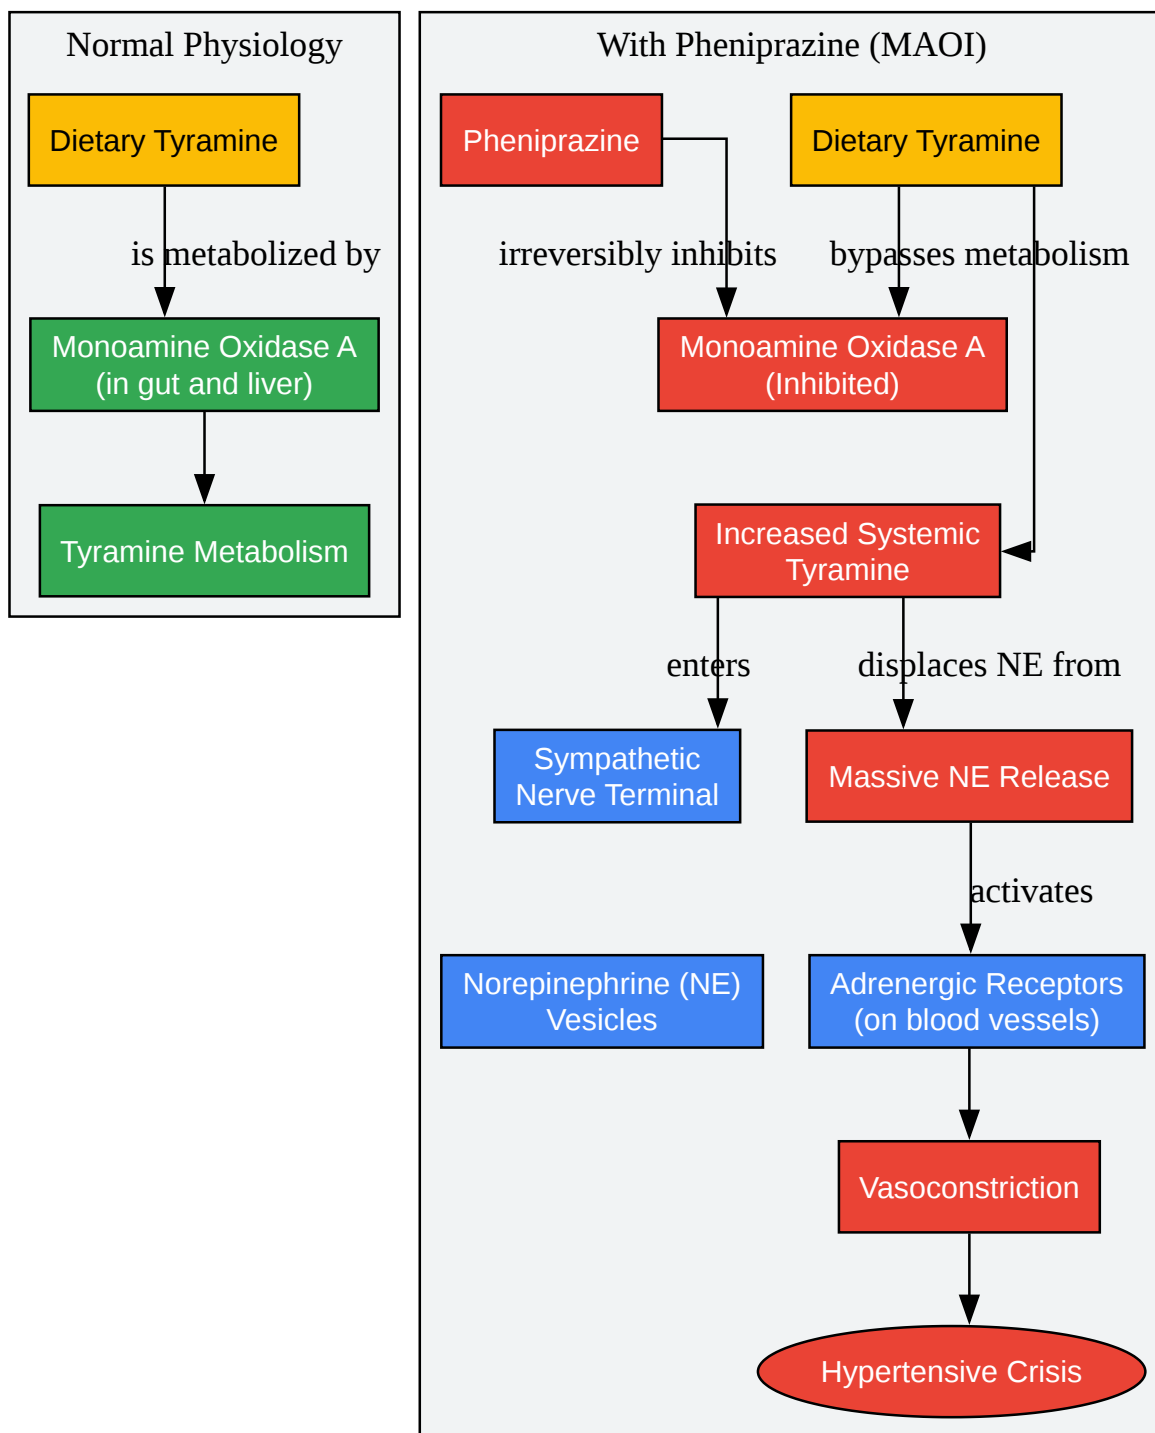 Normal Physiology
Dietary Tyramine
is metabolized by
Monoamine Oxidase A
(in gut and liver)
Tyramine Metabolism
With Pheniprazine (MAOI)
Pheniprazine
Dietary Tyramine
irreversibly inhibits
bypasses metabolism
Monoamine Oxidase A
(Inhibited)
Increased Systemic
Tyramine
enters
displaces NE from
Sympathetic
Nerve Terminal
Massive NE Release
activates
Norepinephrine (NE)
Vesicles
Adrenergic Receptors
(on blood vessels)
Vasoconstriction
Hypertensive Crisis